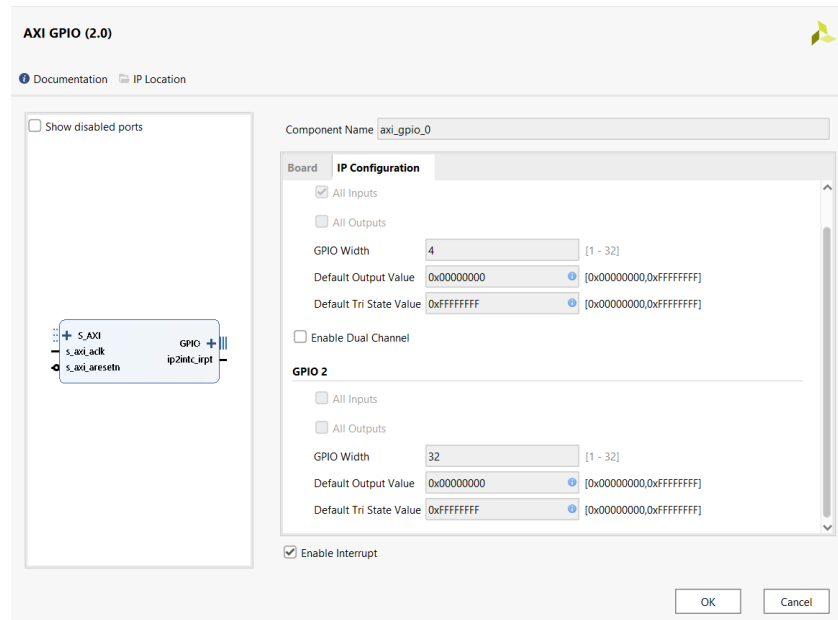 AXI GPIO (2.0)
Documentation IP Location
Show disabled ports
S_AXI
s_axi_aclk
s_axi_aresetn
GPIO
ip2intc_irpt
Component Name axi_gpio_0
Board IP Configuration
All Inputs
All Outputs
GPIO Width 4 [1 - 32]
Default Output Value 0x00000000 [0x00000000,0xFFFFFFFF]
Default Tri State Value 0xFFFFFFFF [0x00000000,0xFFFFFFFF]
Enable Dual Channel
GPIO 2
All Inputs
All Outputs
GPIO Width 32 [1 - 32]
Default Output Value 0x00000000 [0x00000000,0xFFFFFFFF]
Default Tri State Value 0xFFFFFFFF [0x00000000,0xFFFFFFFF]
Enable Interrupt
OK Cancel